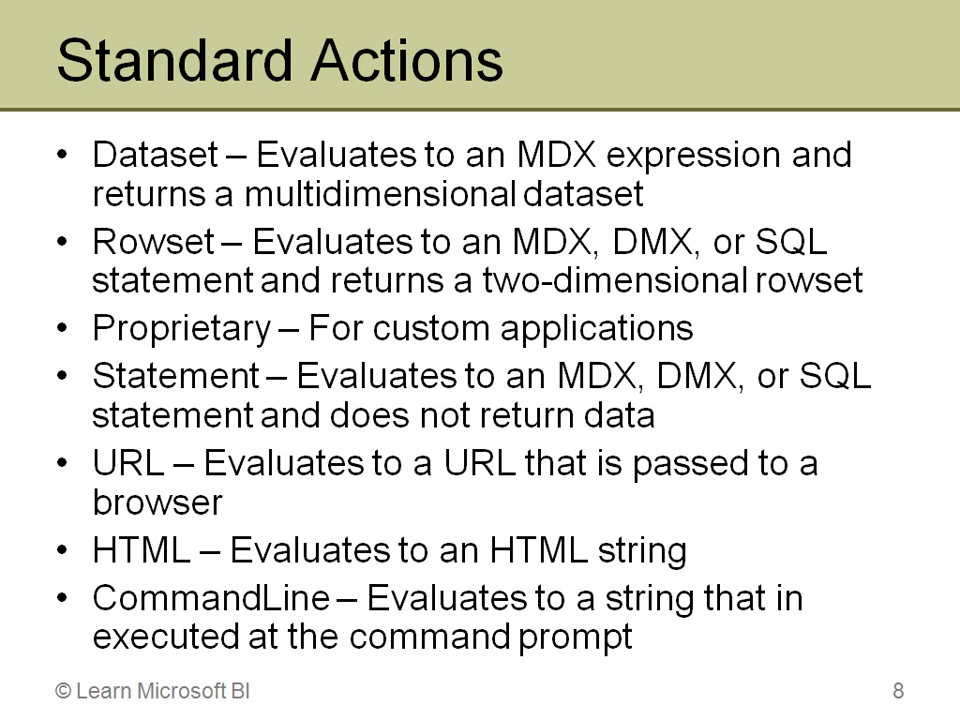 Standard Actions
• Dataset – Evaluates to an MDX expression and
returns a multidimensional dataset
• Rowset – Evaluates to an MDX, DMX, or SQL
statement and returns a two-dimensional rowset
• Proprietary – For custom applications
• Statement – Evaluates to an MDX, DMX, or SQL
statement and does not return data
• URL – Evaluates to a URL that is passed to a
browser
• HTML – Evaluates to an HTML string
• CommandLine – Evaluates to a string that in
executed at the command prompt
© Learn Microsoft BI
8